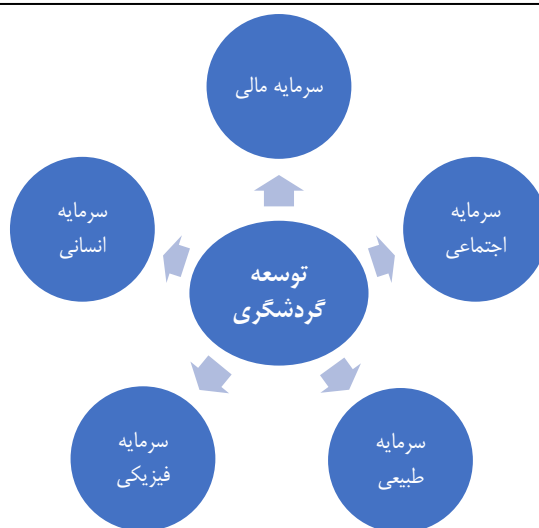 سرمایه مالی
سرمایه
اجتماعی
سرمایه
انسانی
توسعه
گردشگری
سرمایه
طبیعی
سرمایه
فیزیکی